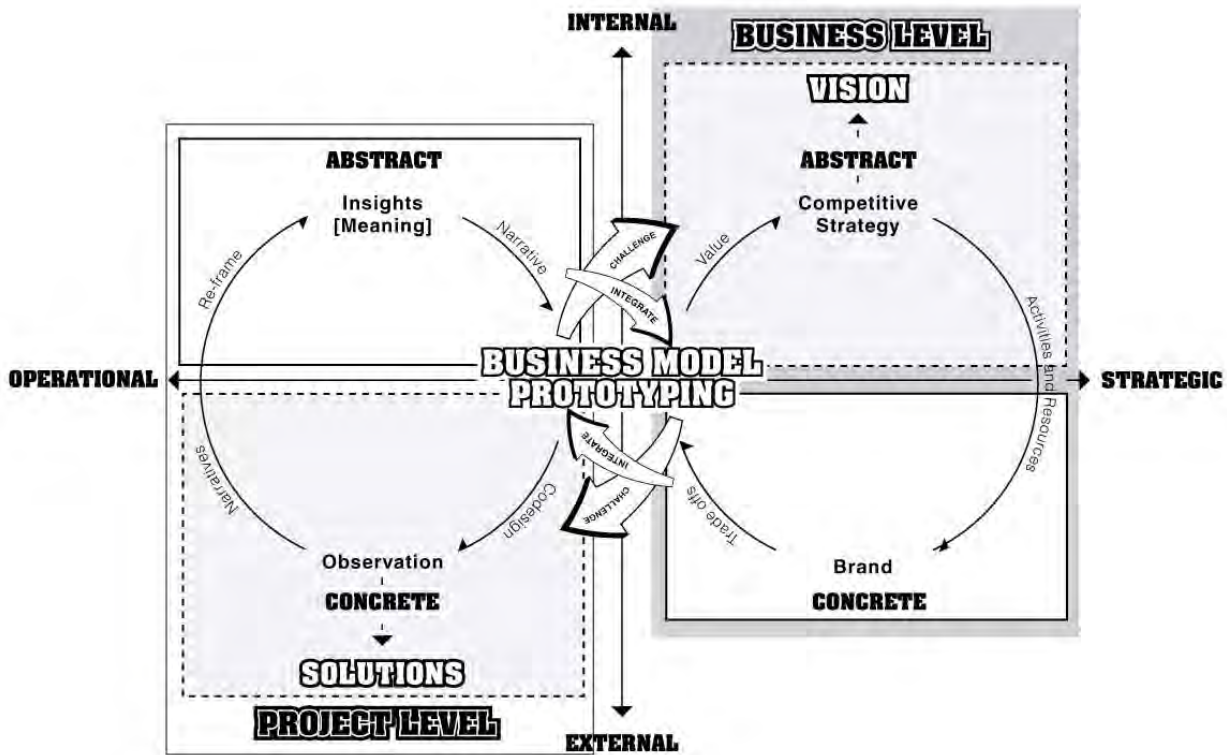 INTERNAL
BUSINESS LEVEL
VISION
ABSTRACT
Competitive
Strategy
Value
Activities and Resources
ABSTRACT
Insights
[Meaning]
Narrative
Re-frame
CHALLENGE
INTEGRATE
OPERATIONAL
BUSINESS MODEL
PROTOTYPING
STRATEGIC
INTEGRATE
CHALLENGE
Narratives
Codesign
Observation
CONCRETE
SOLUTIONS
PROJECT LEVEL
Trade offs
Brand
CONCRETE
EXTERNAL